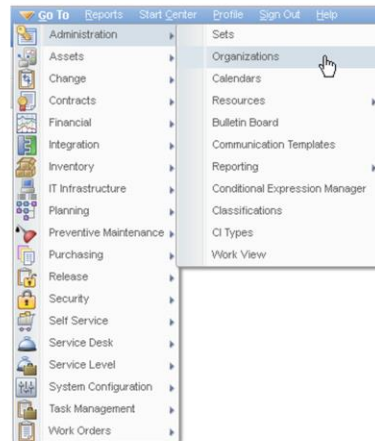 Go To Reports Start Center Profile Sign Out Help
Administration
Assets
Change
Contracts
Financial
Integration
Inventory
IT Infrastructure
Planning
Preventive Maintenance
Purchasing
Release
Security
Self Service
Service Desk
Service Level
System Configuration
Task Management
Work Orders
Sets
Organizations
Calendars
Resources
Bulletin Board
Communication Templates
Reporting
Conditional Expression Manager
Classifications
CI Types
Work View